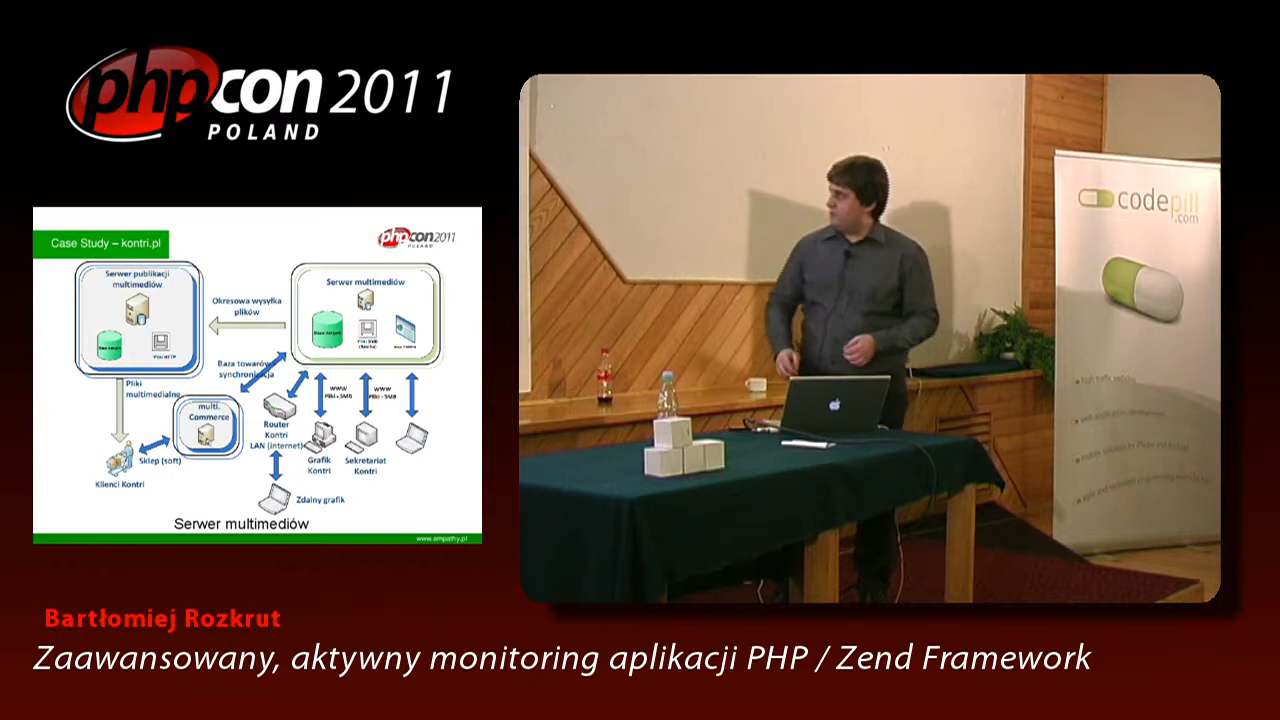 phpcon 2011
POLAND
Case Study – kontri.pl
phpcon2011
POLAND
Serwer publikacji
multimediów
Serwer multimediów
Okresowa wysyłka
plików
Baza towarów
synchronizacja
Pliki HTTP
Pliki
multimedialne
multi.
Commerce
Sklep (soft)
Klienci Kontri
Router
Kontri
LAN (internet)
WWW
Pliki - SMB
WWW
Pliki - SMB
Grafik
Kontri
Sekretariat
Kontri
Zdalny grafik
Serwer multimediów
www.empathy.pl
codepill
.com
Bartłomiej Rozkrut
Zaawansowany, aktywny monitoring aplikacji PHP / Zend Framework